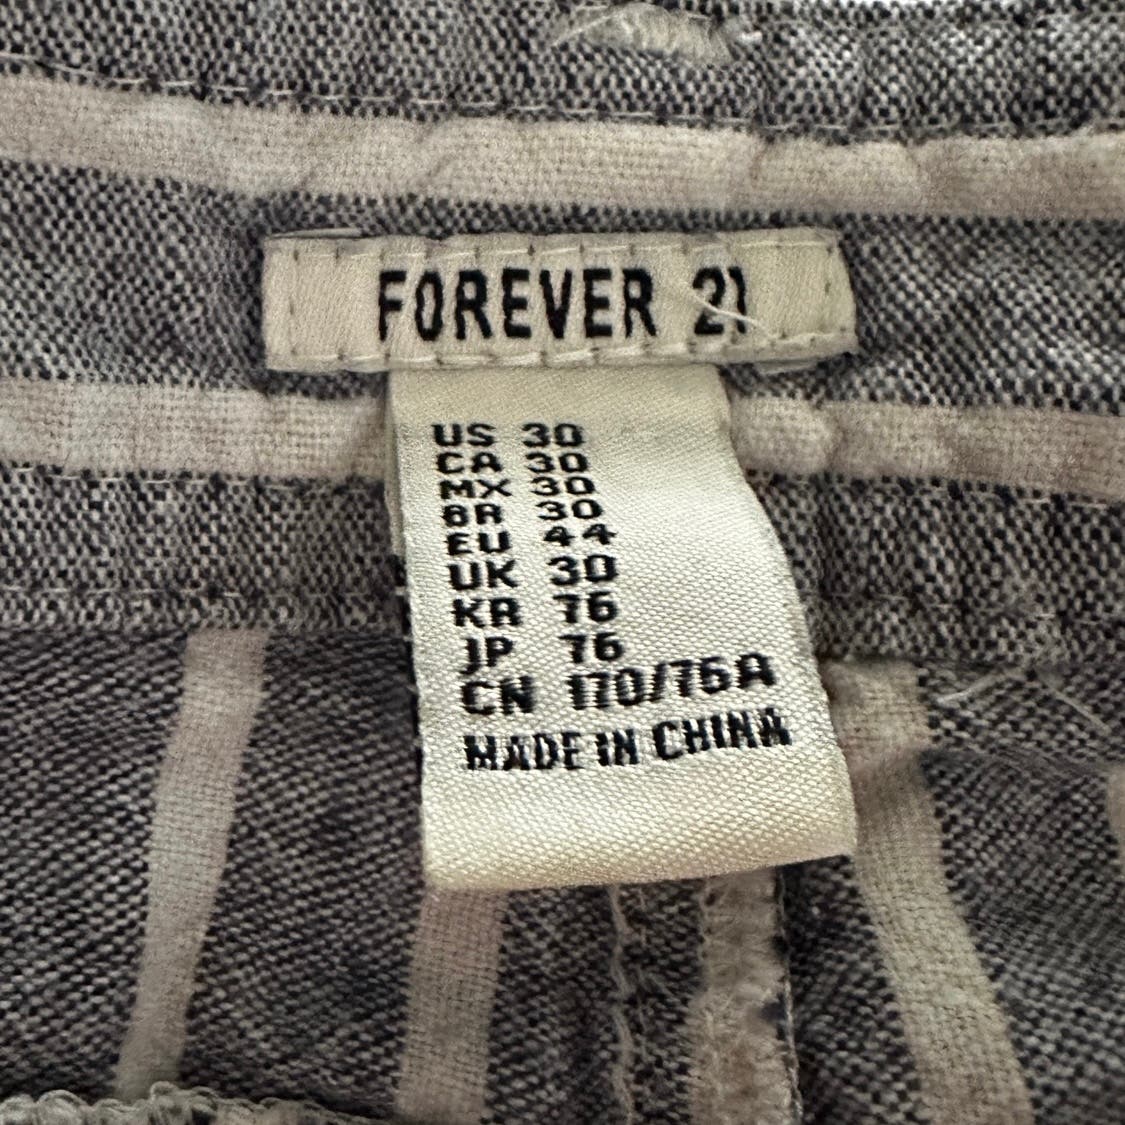 FOREVER 21
US 30
CA 30
MX 30
BR 30
EU 44
UK 30
KR 76
JP 76
CN 170/76A
MADE IN CHINA